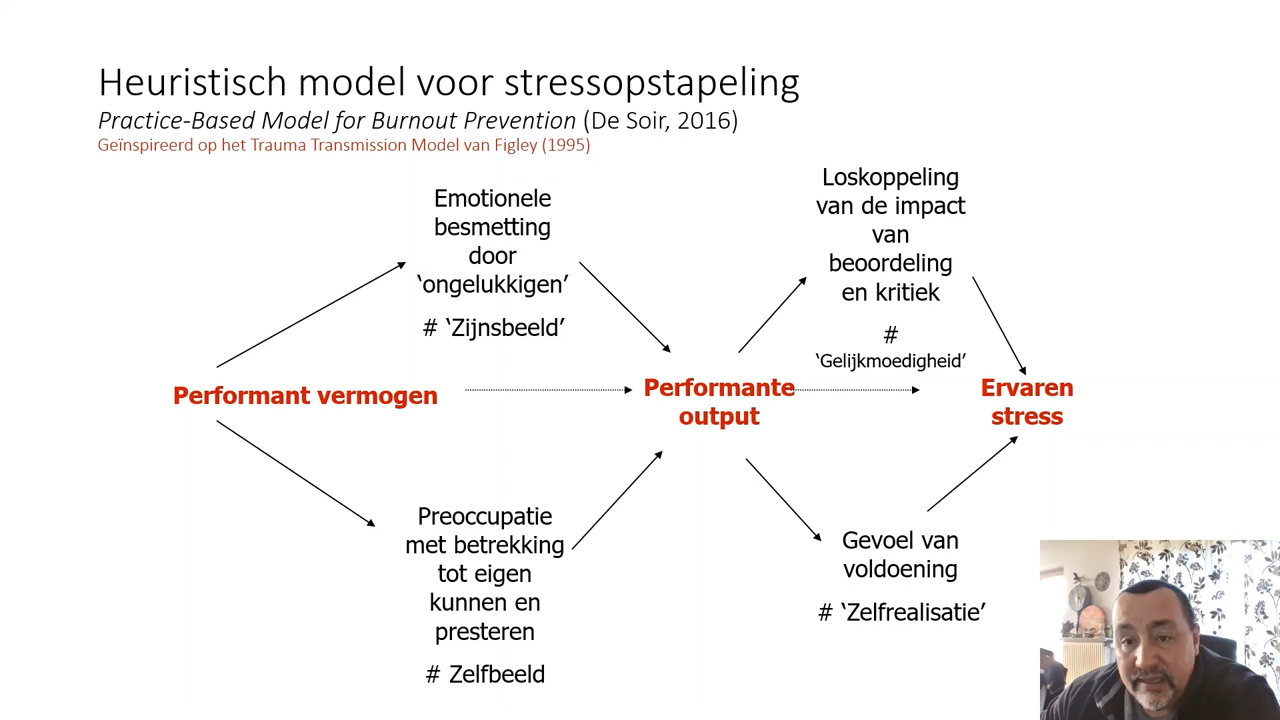 Heuristisch model voor stressopstapeling
Practice-Based Model for Burnout Prevention (De Soir, 2016)
Geïnspireerd op het Trauma Transmission Model van Figley (1995)
Emotionele
besmetting
door
‘ongelukkigen’
# ‘Zijnsbeeld’
Loskoppeling
van de impact
van
beoordeling
en kritiek
#
‘Gelijkmoedigheid’
Performant vermogen
Performante
output
Ervaren
stress
Preoccupatie
met betrekking
tot eigen
kunnen en
presteren
# Zelfbeeld
Gevoel van
voldoening
# ‘Zelfrealisatie’